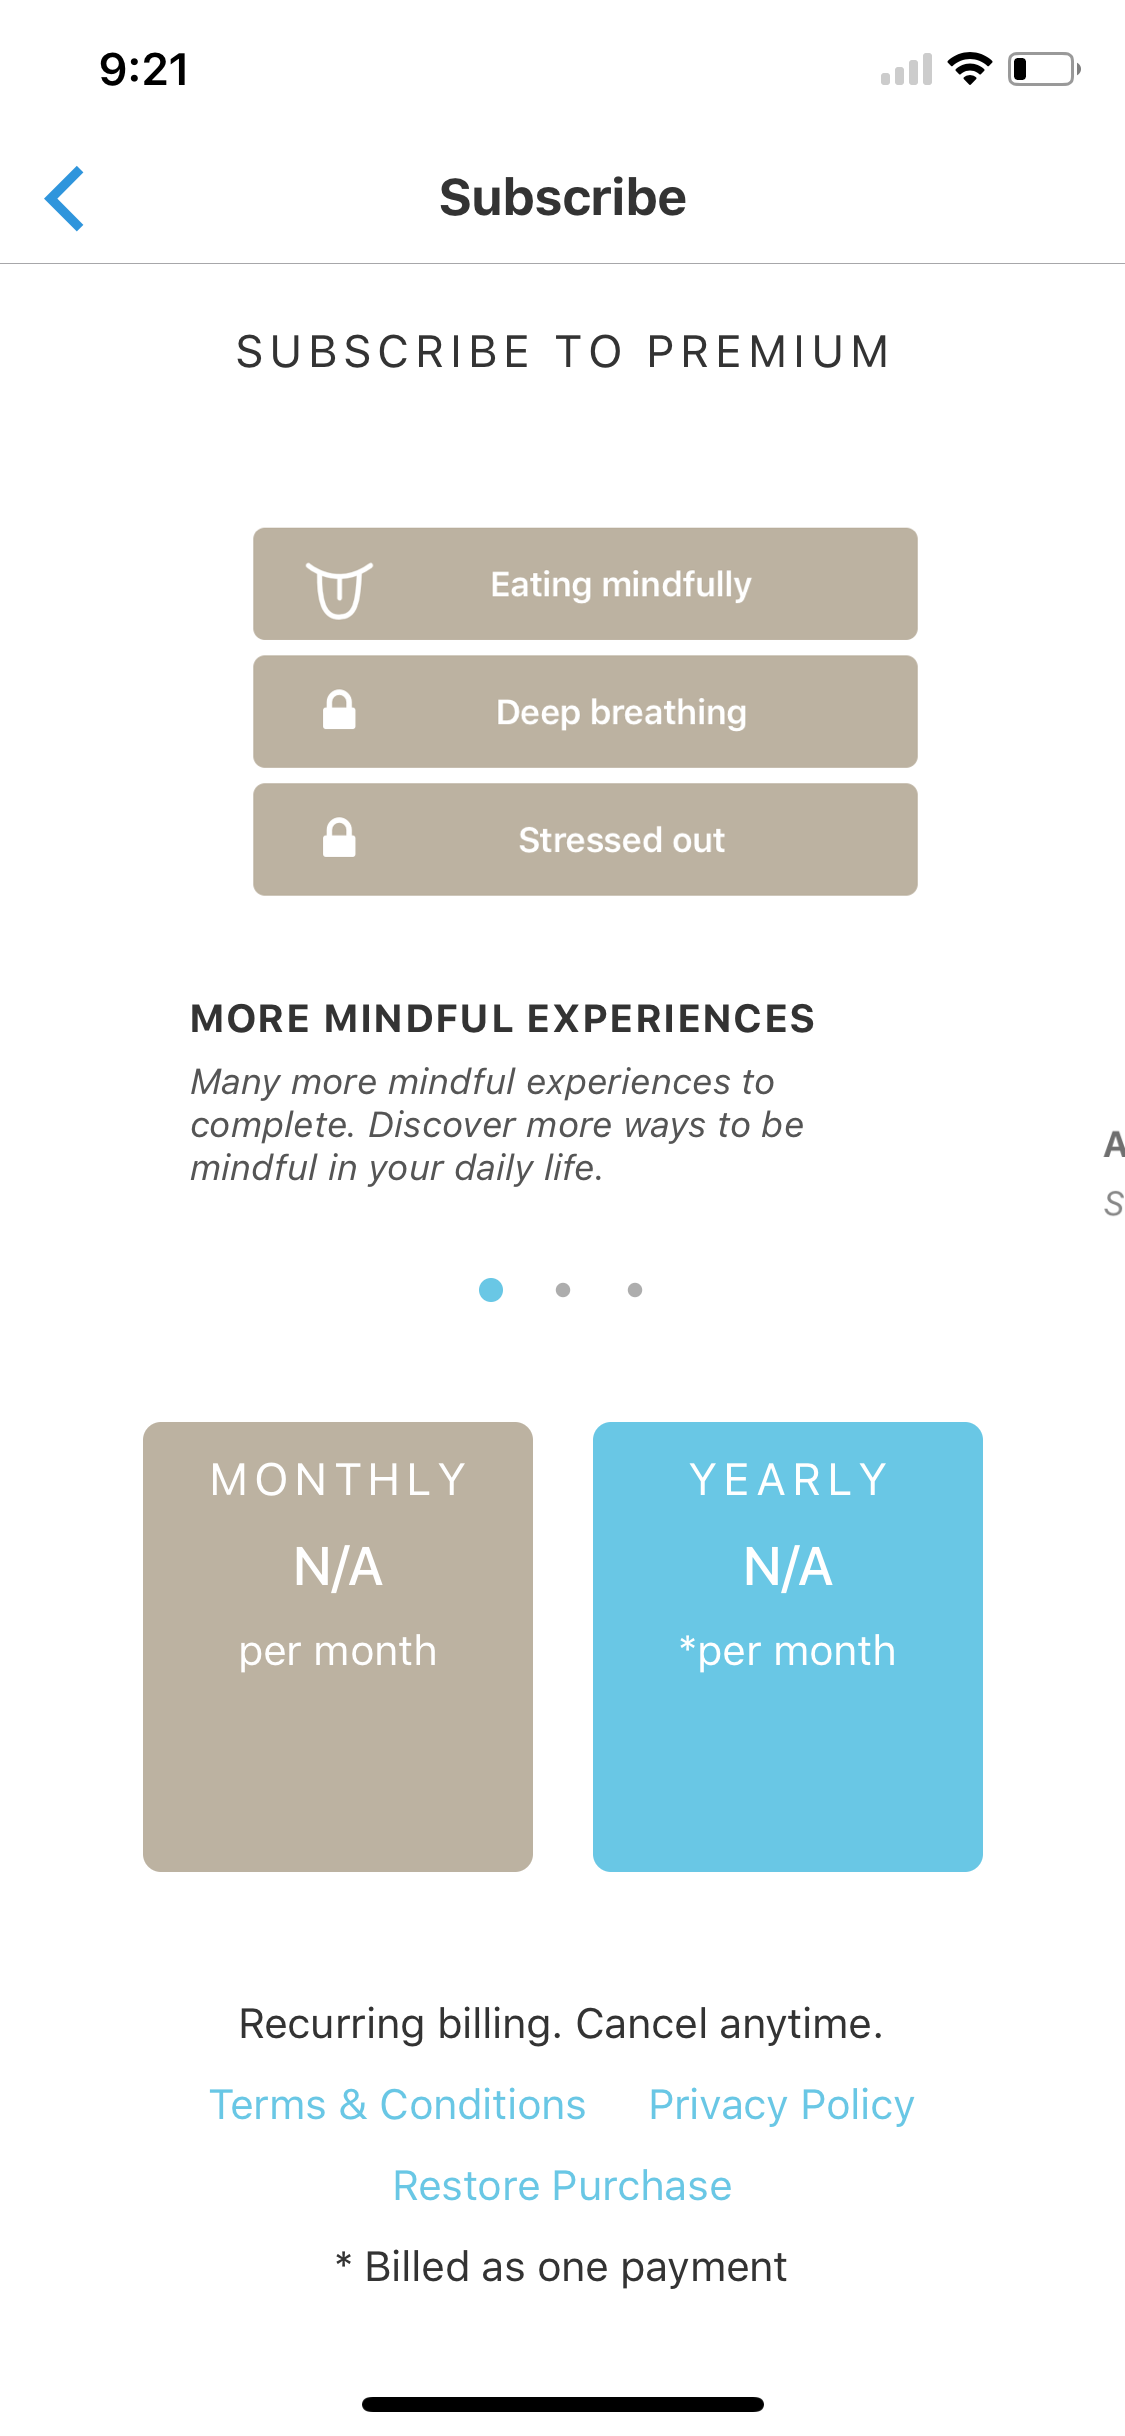 9:21
Subscribe
SUBSCRIBE TO PREMIUM
Eating mindfully
Deep breathing
Stressed out
MORE MINDFUL EXPERIENCES
Many more mindful experiences to
complete. Discover more ways to be
mindful in your daily life.
A
S
MONTHLY
N/A
per month
YEARLY
N/A
*per month
Recurring billing. Cancel anytime.
Terms & Conditions Privacy Policy
Restore Purchase
* Billed as one payment